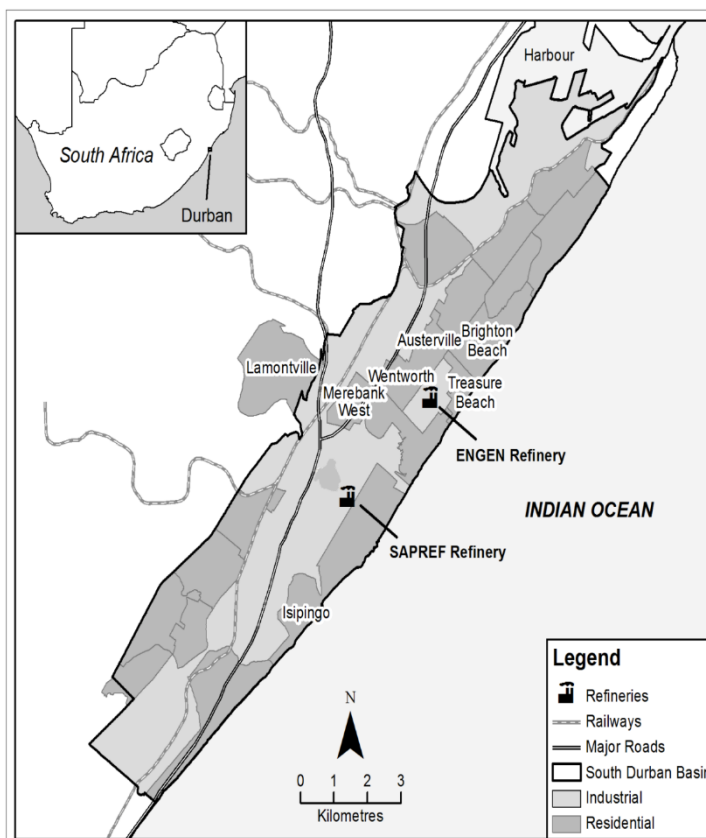 Harbour
South Africa
Durban
Austerville
Brighton
Beach
Lamontville
Wentworth
Merebank
West
Treasure
Beach
ENGEN Refinery
INDIAN OCEAN
SAPREF Refinery
Isipingo
N
0 1 2 3
Kilometres
Legend
Refineries
Railways
Major Roads
South Durban Basin
Industrial
Residential